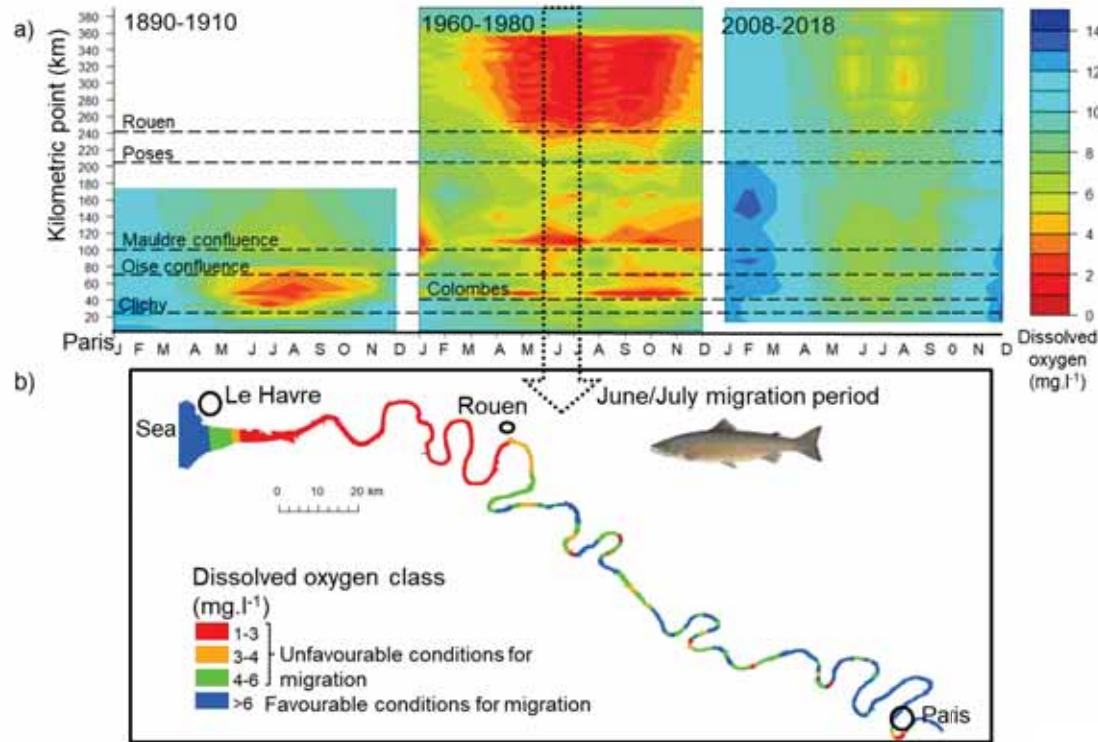 a)
1890-1910
1960-1980
2008-2018
Kilometric point (km)
380
360
340
320
300
280
260
240
220
200
180
160
140
120
100
80
60
40
20
Rouen
Poses
Mauldre confluence
Oise confluence
Clichy
Colombes
Paris
J F M A M J J A S O N D
J F M A M J J A S O N D
J F M A M J J A S O N D
14
12
10
8
6
5
4
3
2
1
0
Dissolved
oxygen
(mg.l-1)
b)
Le Havre
Sea
Rouen
June/July migration period
0 10 20 km
Dissolved oxygen class
(mg.l-1)
1-3
3-4
4-6
Unfavourable conditions for
migration
>6 Favourable conditions for migration
Paris